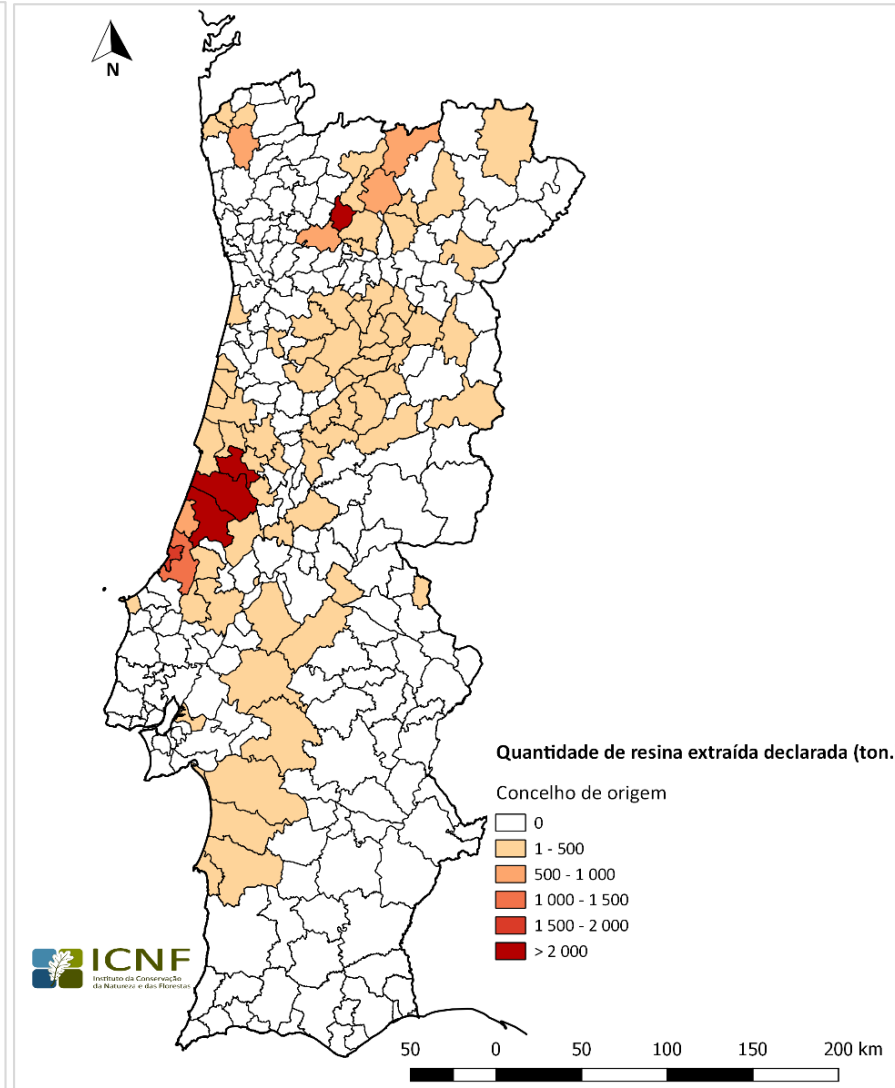 N
Quantidade de resina extraída declarada (ton.
Concelho de origem
0
1 - 500
500 - 1 000
1 000 - 1 500
1 500 - 2 000
> 2 000
ICNF
Instituto da Conservação
da Natureza e das Florestas
50 0 50 100 150 200 km